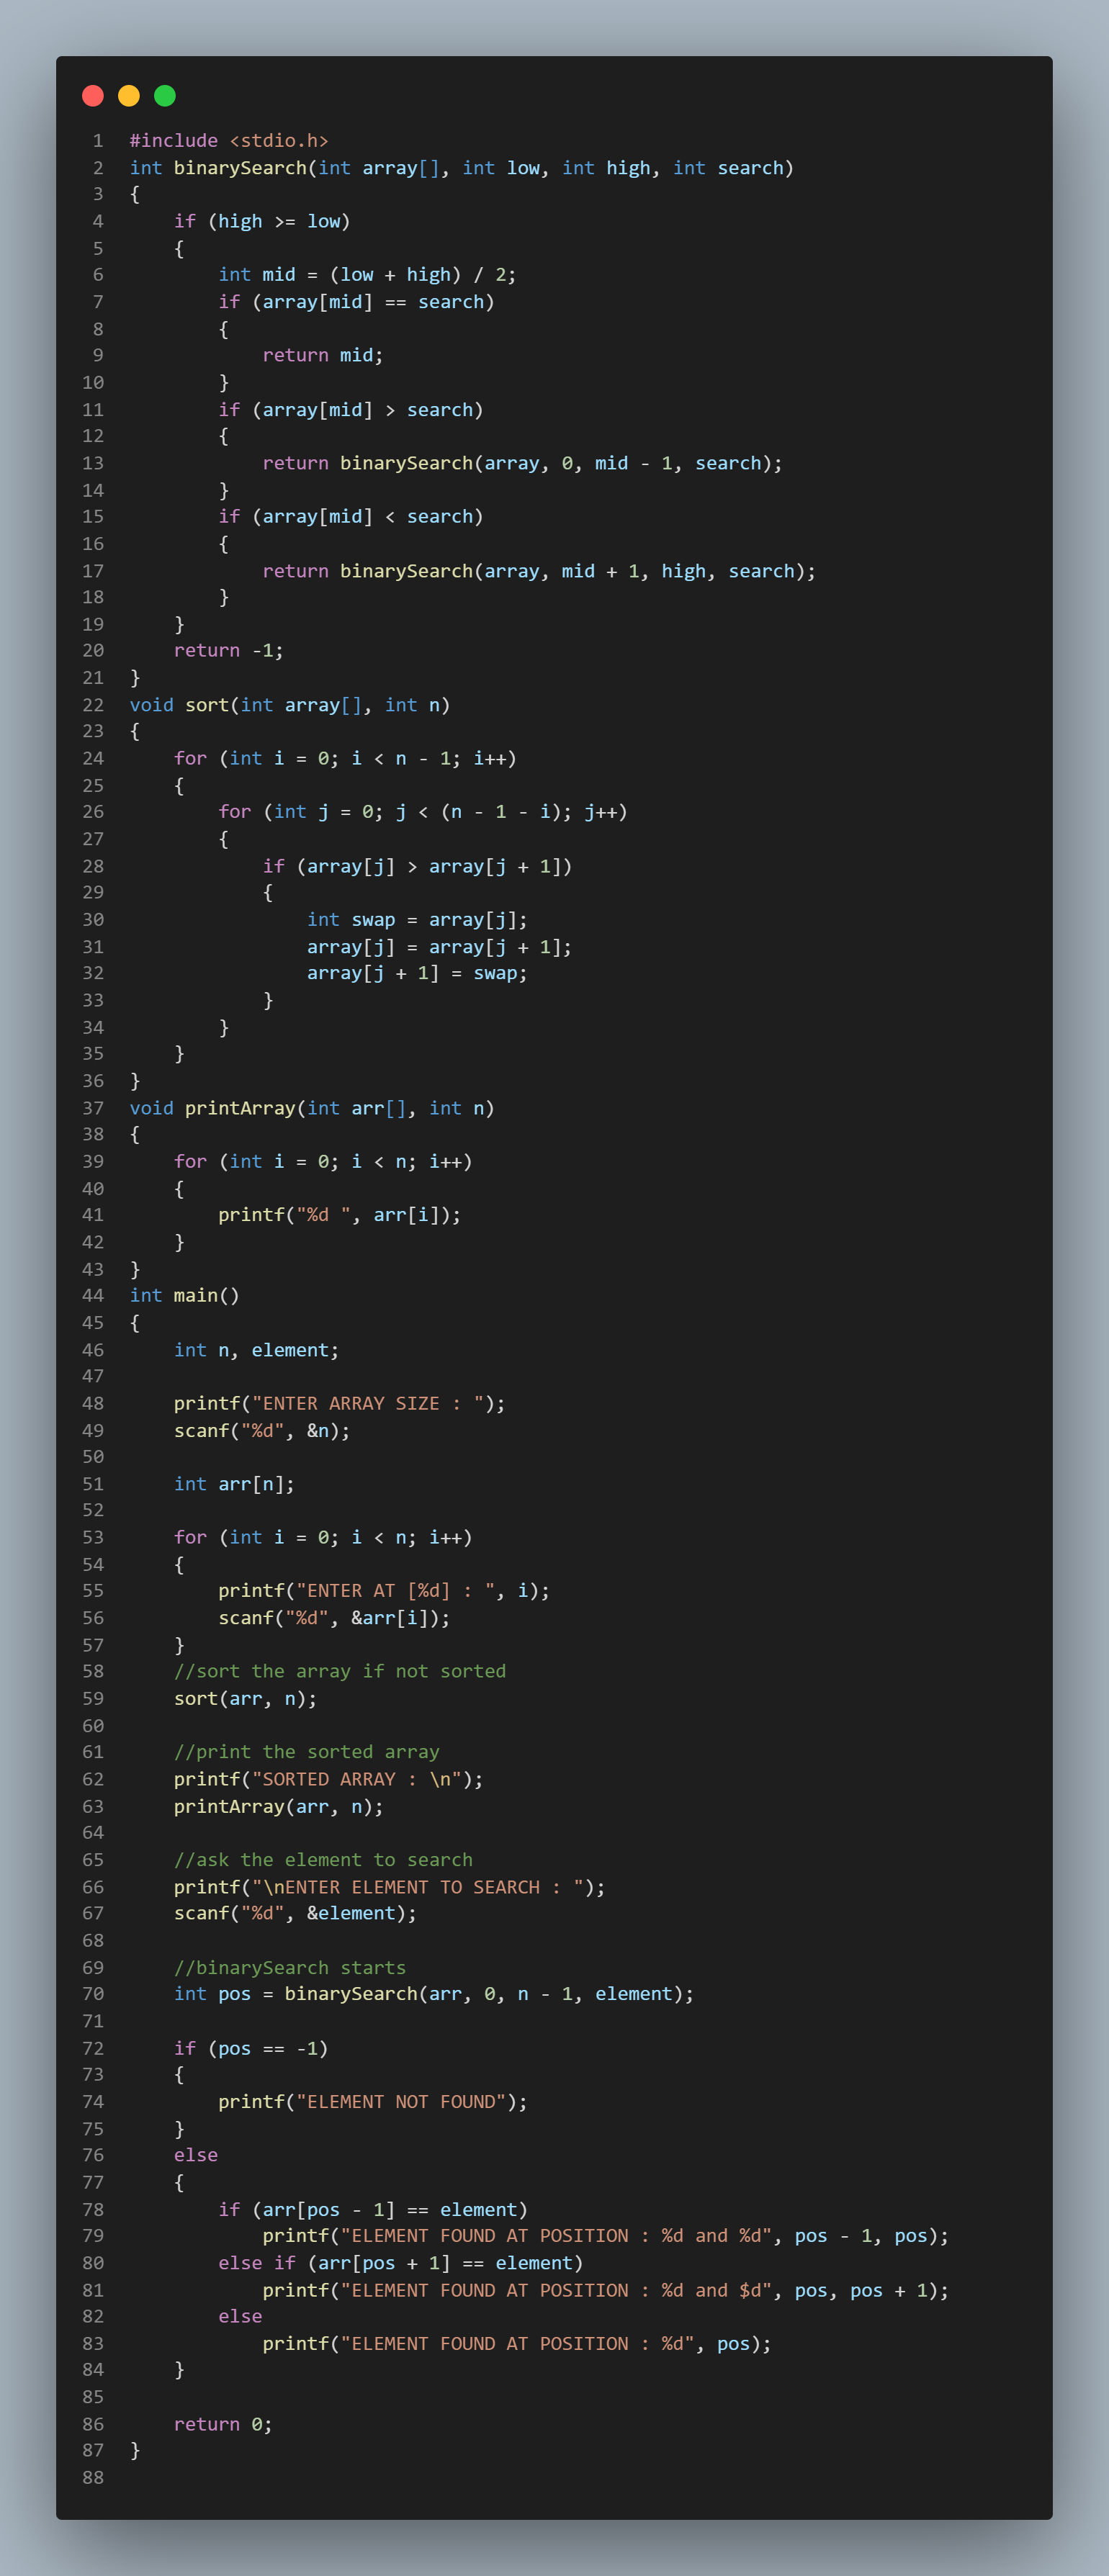 1 #include <stdio.h>
2 int binarySearch(int array[], int low, int high, int search)
3 {
4     if (high >= low)
5     {
6         int mid = (low + high) / 2;
7         if (array[mid] == search)
8         {
9             return mid;
10         }
11         if (array[mid] > search)
12         {
13             return binarySearch(array, 0, mid - 1, search);
14         }
15         if (array[mid] < search)
16         {
17             return binarySearch(array, mid + 1, high, search);
18         }
19     }
20     return -1;
21 }
22 void sort(int array[], int n)
23 {
24     for (int i = 0; i < n - 1; i++)
25     {
26         for (int j = 0; j < (n - 1 - i); j++)
27         {
28             if (array[j] > array[j + 1])
29             {
30                 int swap = array[j];
31                 array[j] = array[j + 1];
32                 array[j + 1] = swap;
33             }
34         }
35     }
36 }
37 void printArray(int arr[], int n)
38 {
39     for (int i = 0; i < n; i++)
40     {
41         printf("%d ", arr[i]);
42     }
43 }
44 int main()
45 {
46     int n, element;
47
48     printf("ENTER ARRAY SIZE : ");
49     scanf("%d", &n);
50
51     int arr[n];
52
53     for (int i = 0; i < n; i++)
54     {
55         printf("ENTER AT [%d] : ", i);
56         scanf("%d", &arr[i]);
57     }
58     //sort the array if not sorted
59     sort(arr, n);
60
61     //print the sorted array
62     printf("SORTED ARRAY : \n");
63     printArray(arr, n);
64
65     //ask the element to search
66     printf("\nENTER ELEMENT TO SEARCH : ");
67     scanf("%d", &element);
68
69     //binarySearch starts
70     int pos = binarySearch(arr, 0, n - 1, element);
71
72     if (pos == -1)
73     {
74         printf("ELEMENT NOT FOUND");
75     }
76     else
77     {
78         if (arr[pos - 1] == element)
79             printf("ELEMENT FOUND AT POSITION : %d and %d", pos - 1, pos);
80         else if (arr[pos + 1] == element)
81             printf("ELEMENT FOUND AT POSITION : %d and $d", pos, pos + 1);
82         else
83             printf("ELEMENT FOUND AT POSITION : %d", pos);
84     }
85
86     return 0;
87 }
88